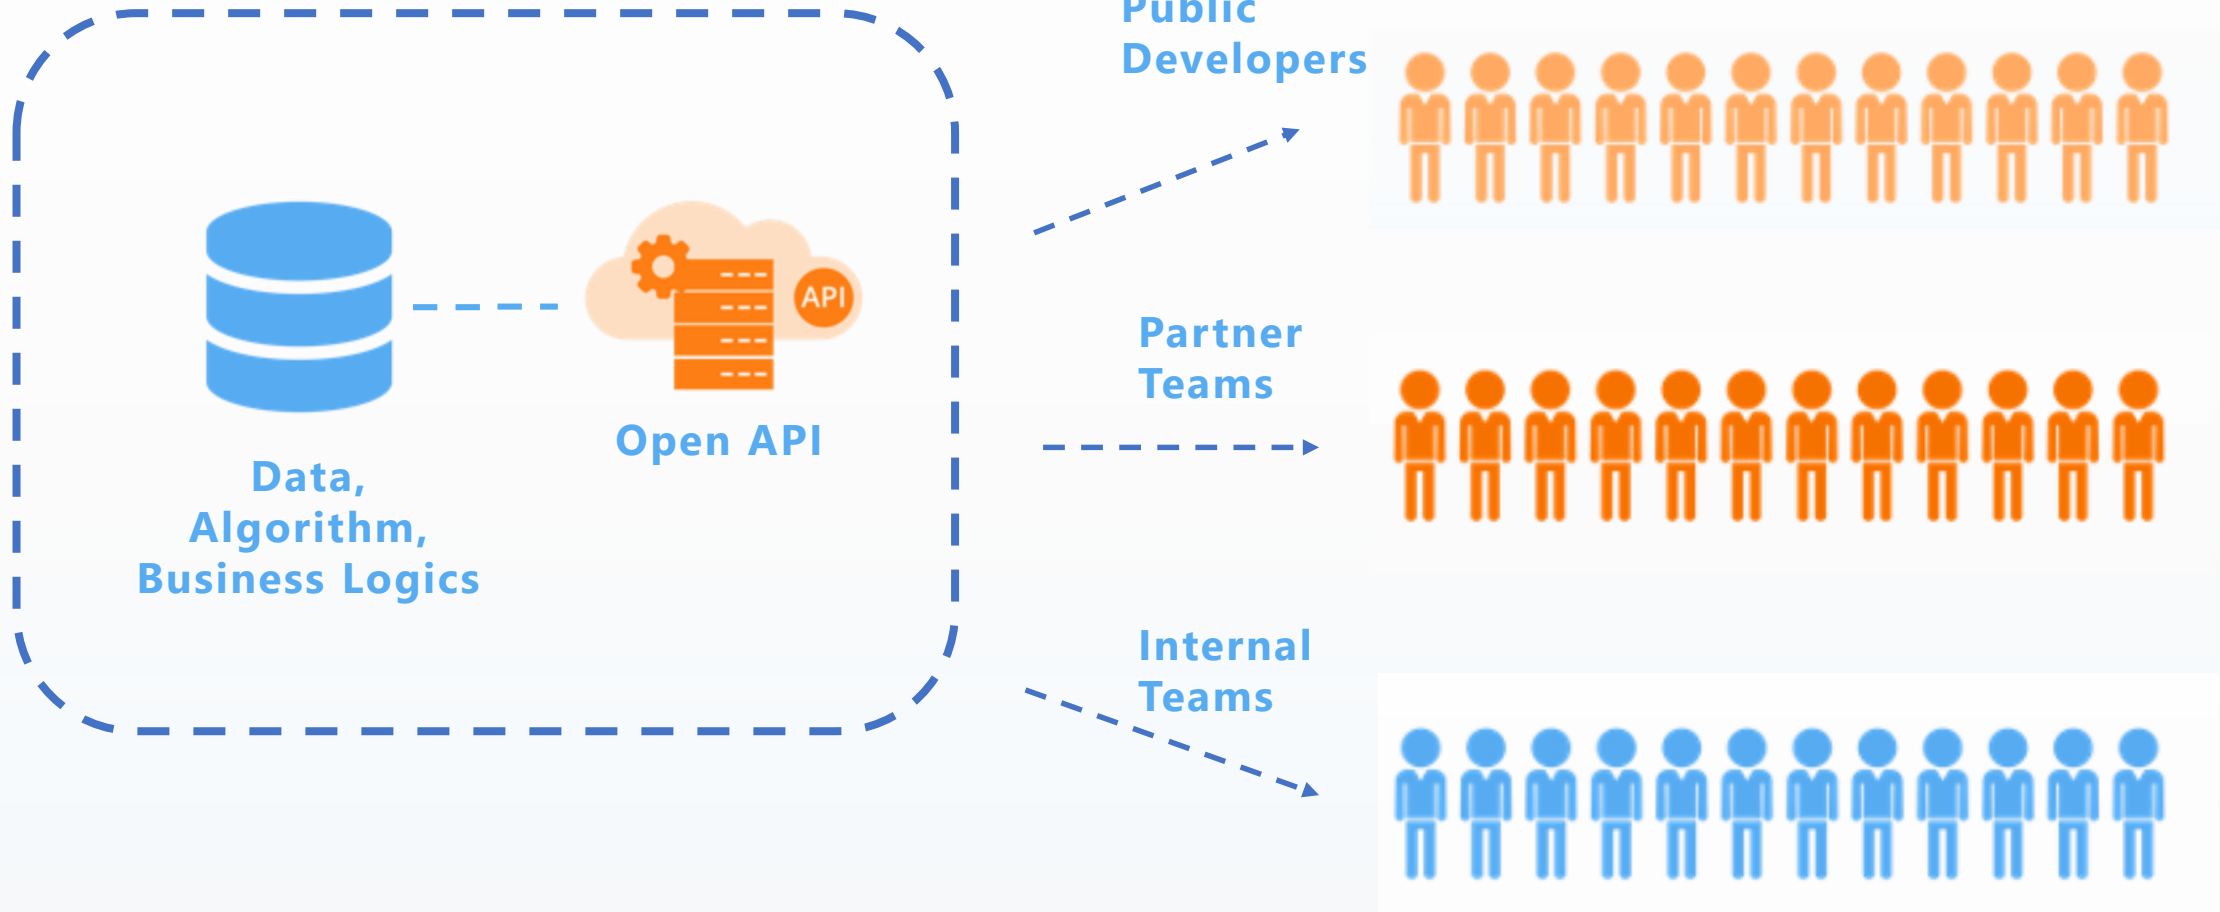 Public
Developers
API
Open API
Data,
Algorithm,
Business Logics
Partner
Teams
Internal
Teams